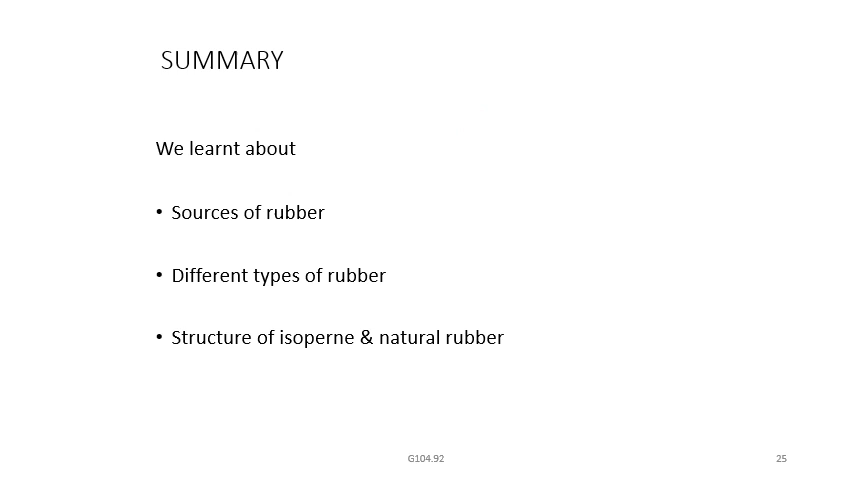 SUMMARY
We learnt about
• Sources of rubber
• Different types of rubber
• Structure of isoperne & natural rubber
G104.92
25